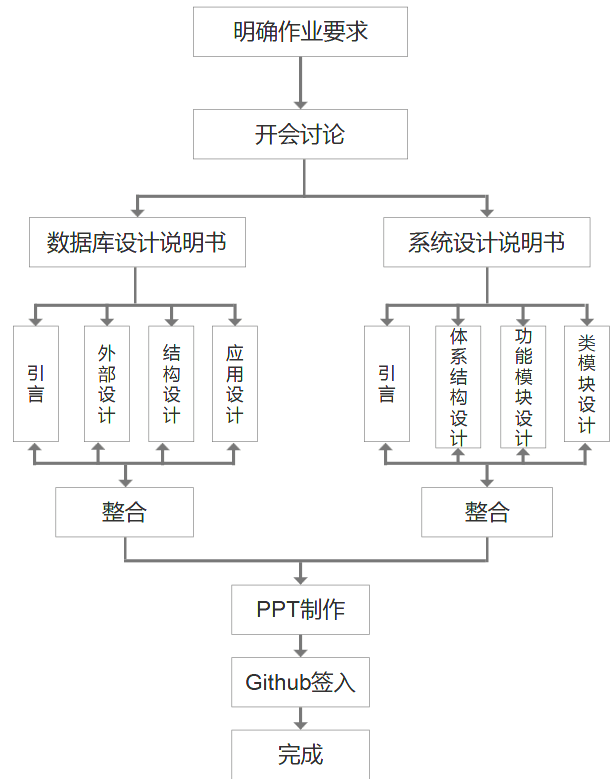 明确作业要求
开会讨论
数据库设计说明书
系统设计说明书
引言
外部设计
结构设计
应用设计
引言
体系结构设计
功能模块设计
类模块设计
整合
整合
PPT制作
Github签入
完成